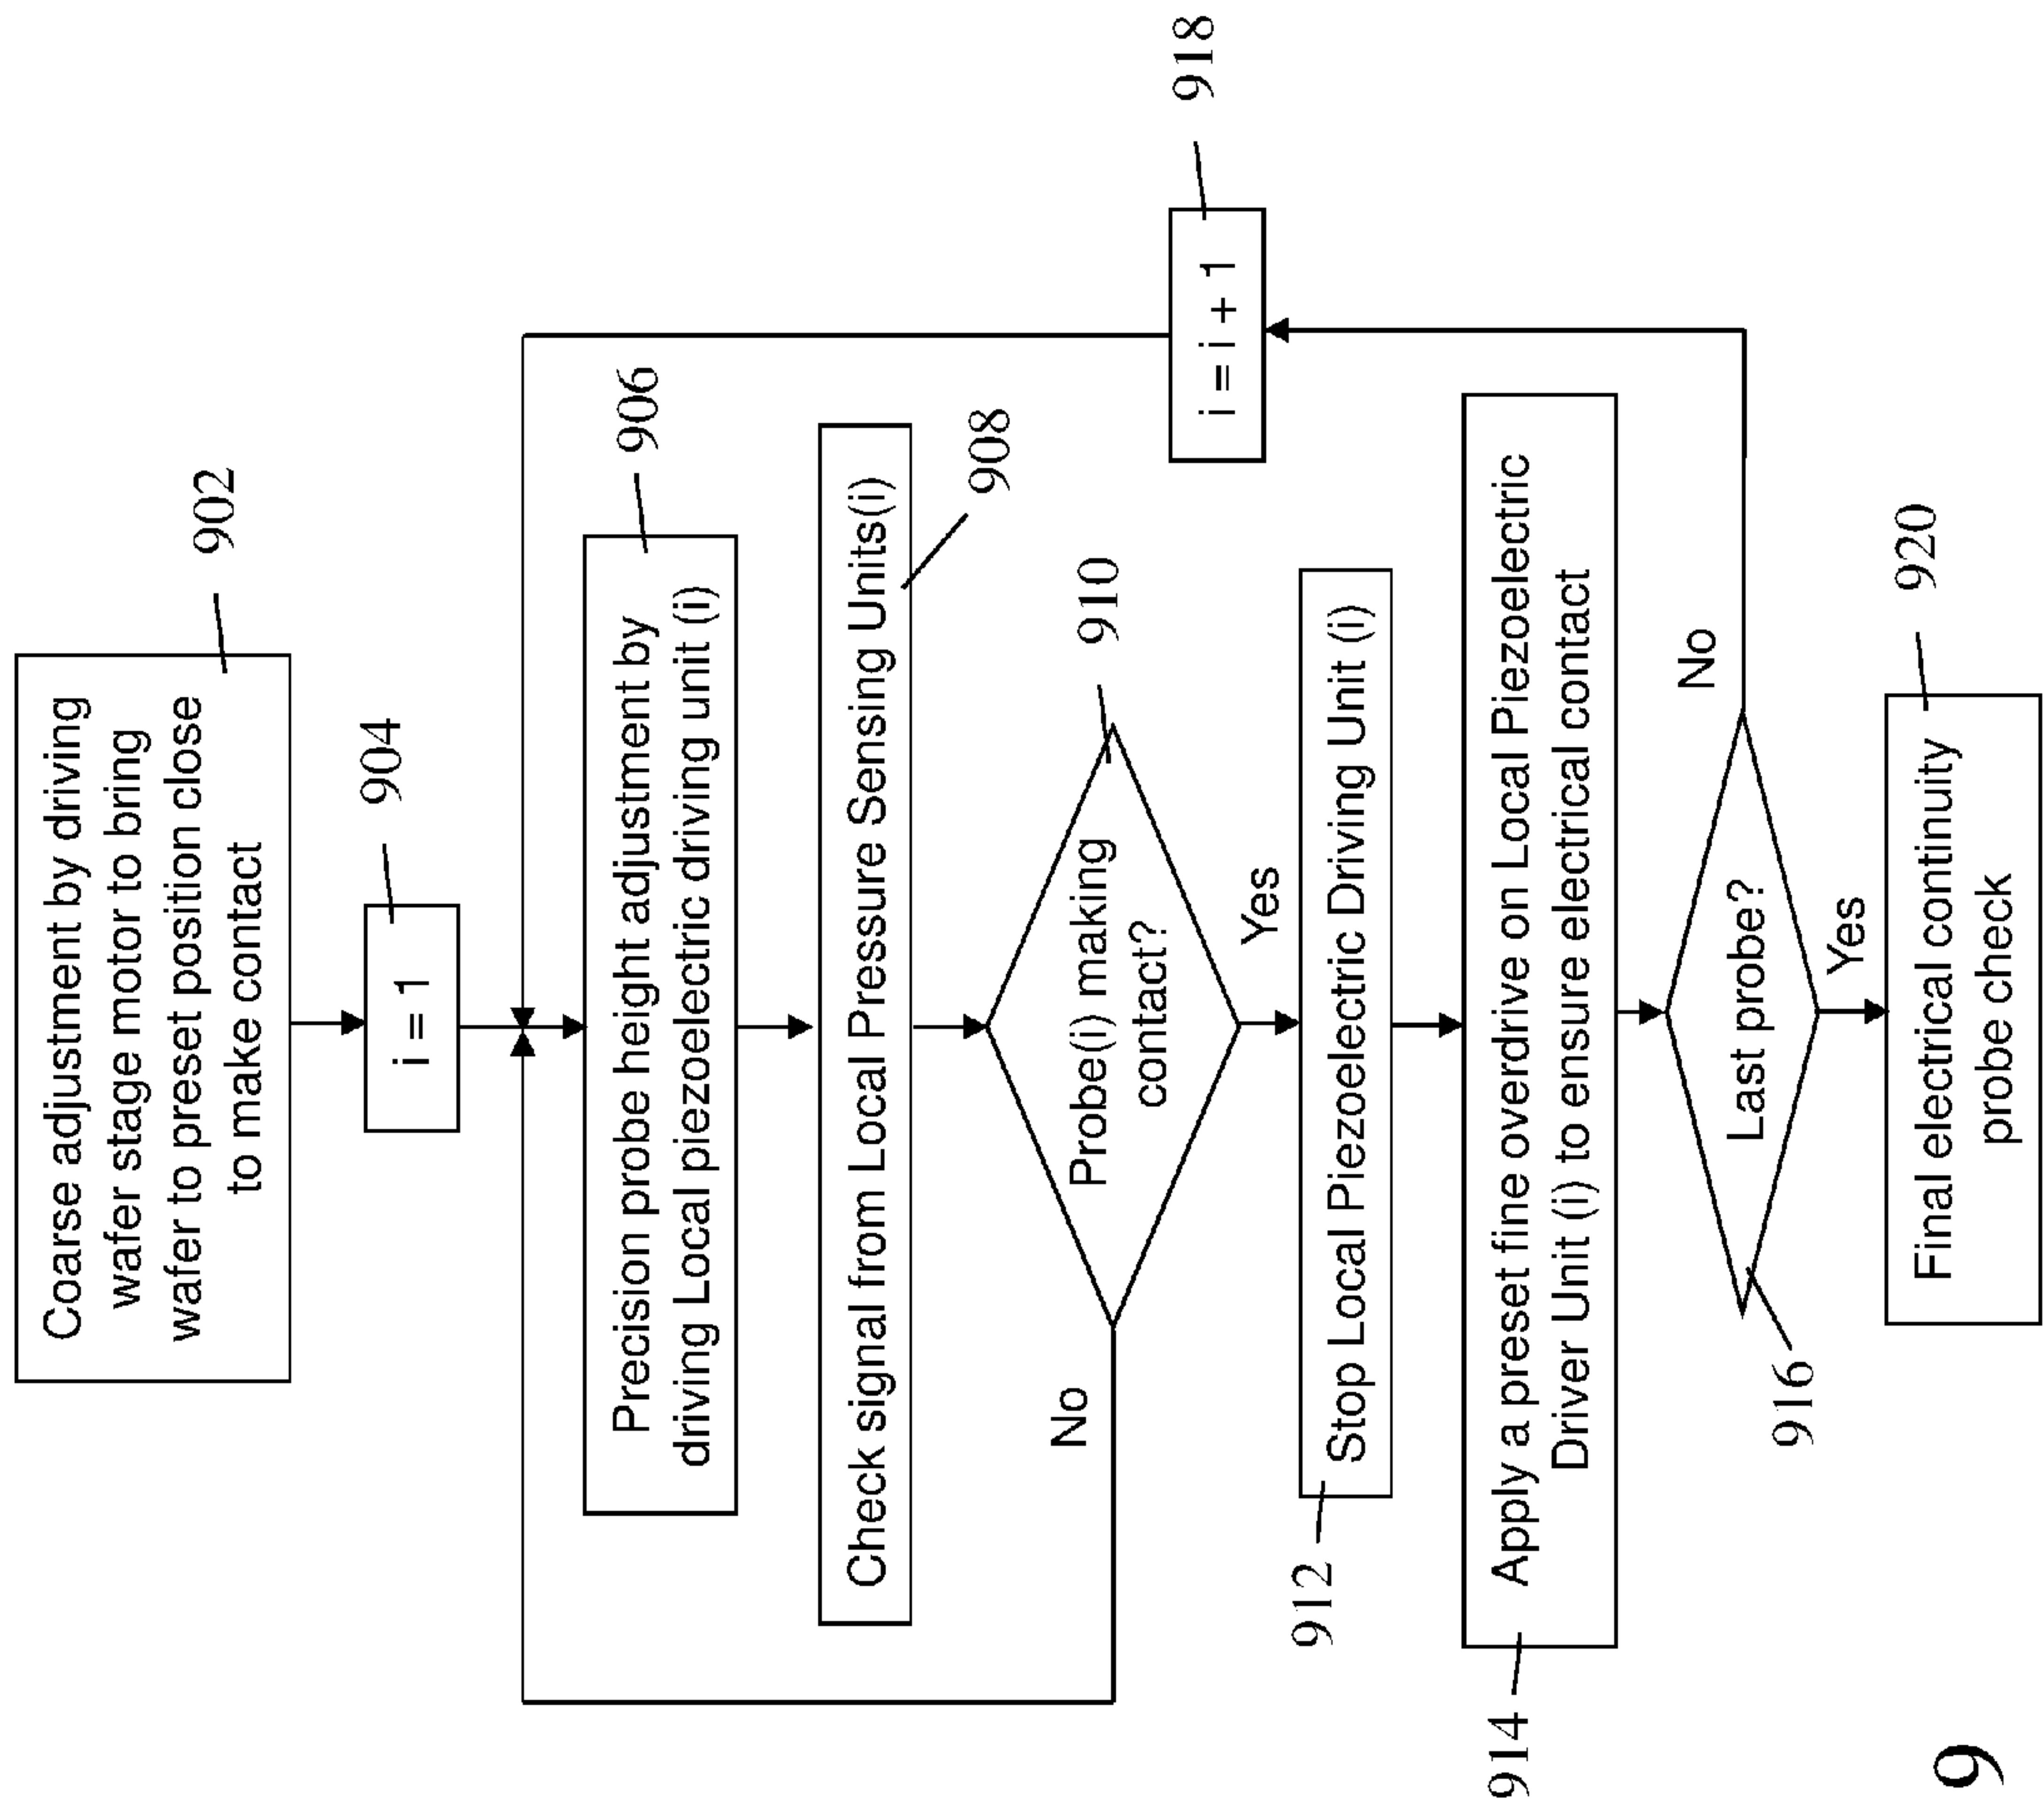 Coarse adjustment by driving
wafer stage motor to bring
wafer to preset position close
to make contact
902
i = 1
904
Precision probe height adjustment by
driving Local piezoelectric driving unit (i)
906
Check signal from Local Pressure Sensing Units(i)
908
Probe(i) making
contact?
910
No
Yes
Stop Local Piezoelectric Driving Unit (i)
912
Apply a preset fine overdrive on Local Piezoelectric
Driver Unit (i) to ensure electrical contact
914
Last probe?
916
No
i = i + 1
918
Yes
Final electrical continuity
probe check
920
9